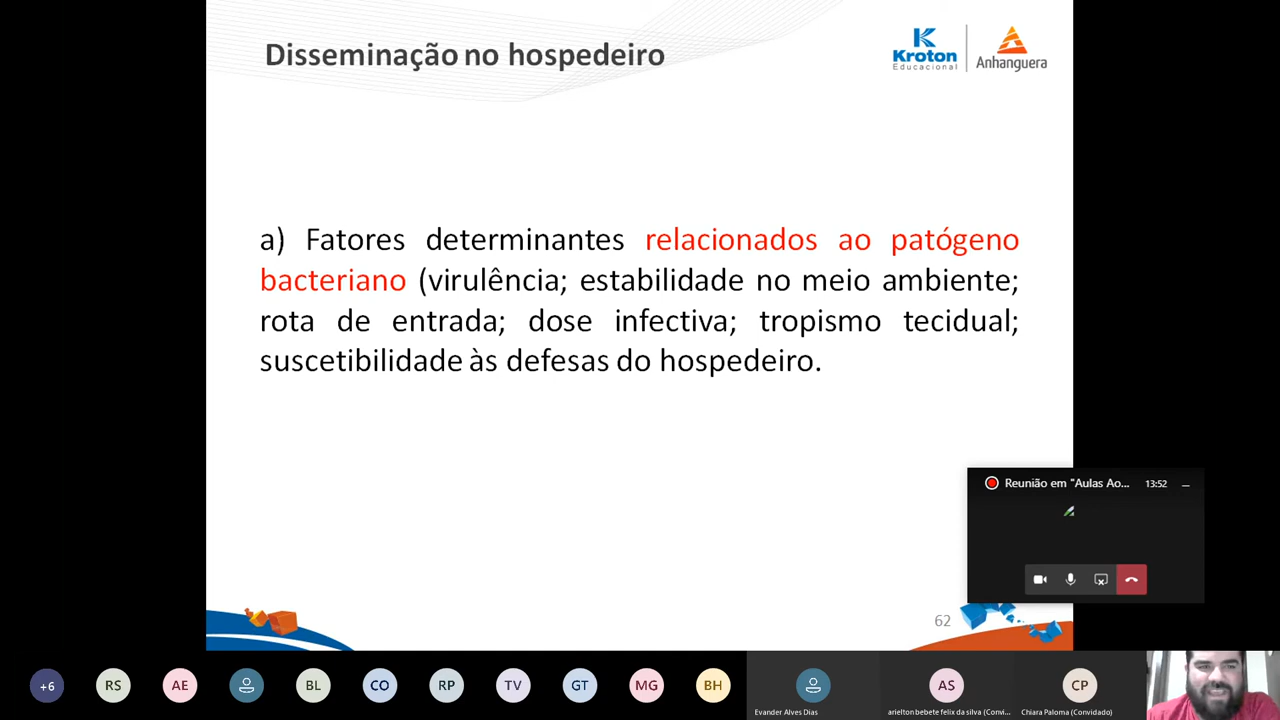 Disseminação no hospedeiro
Kroton
Educacional
Anhanguera
a) Fatores determinantes relacionados ao patógeno
bacteriano (virulência; estabilidade no meio ambiente;
rota de entrada; dose infectiva; tropismo tecidual;
suscetibilidade às defesas do hospedeiro.
Reunião em "Aulas Ao... 13:52
62
+6 RS AE BL CO RP TV GT MG BH AS CP
Evander Alves Dias arielton bebete felix da silva (Convi... Chiara Paloma (Convidado)